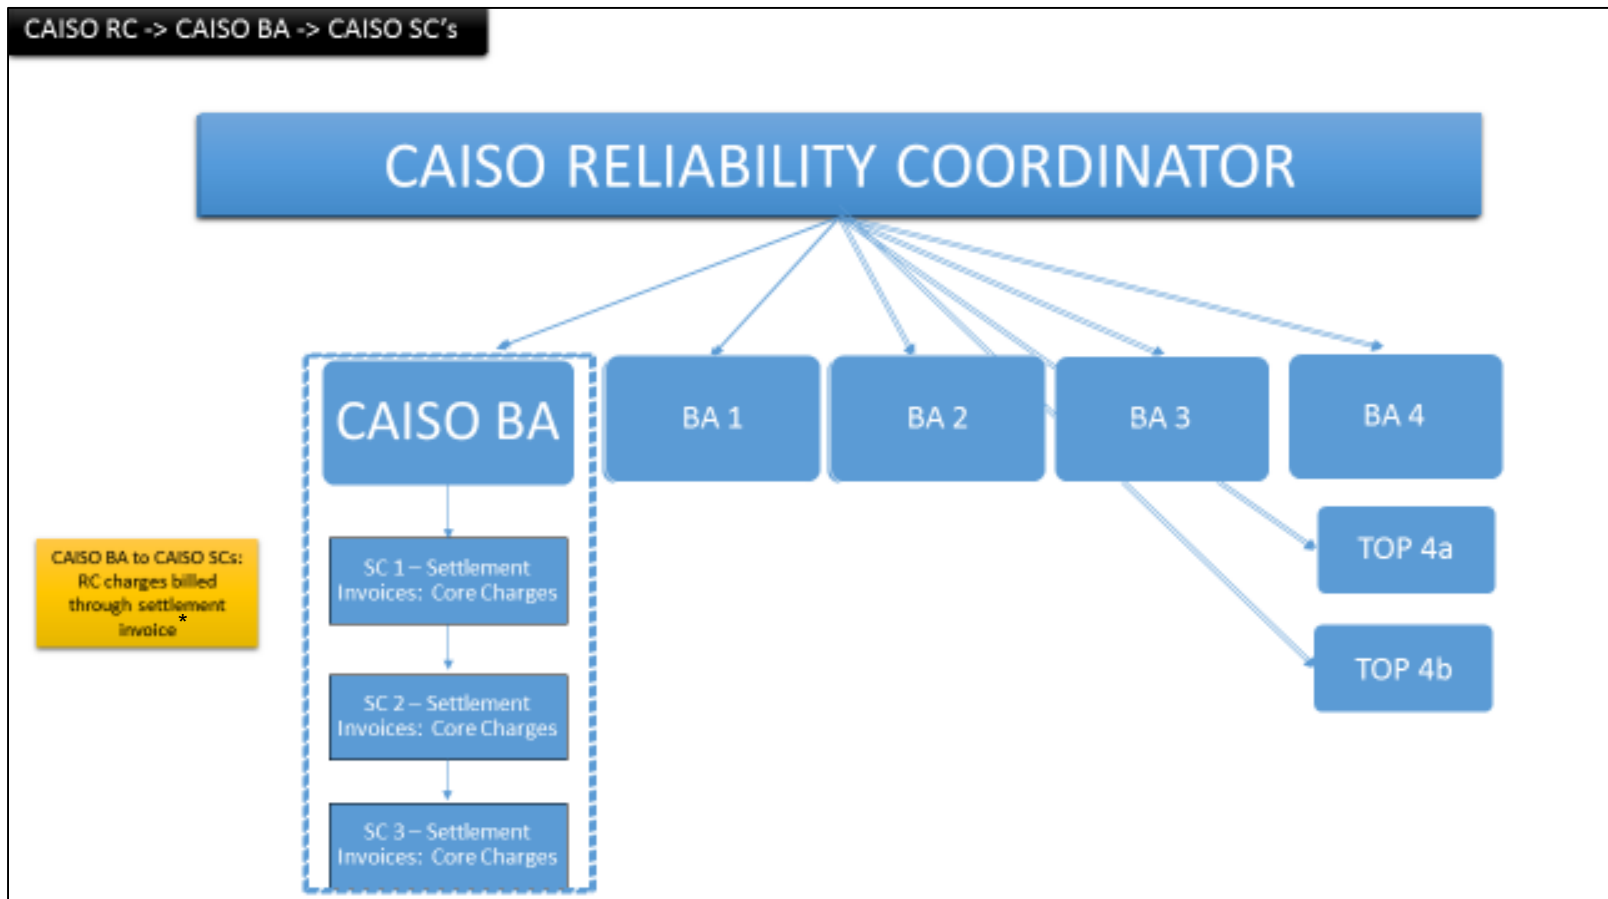 CAISO RC -> CAISO BA -> CAISO SC's
CAISO RELIABILITY COORDINATOR
CAISO BA
BA 1
BA 2
BA 3
BA 4
CAISO BA to CAISO SCs:
RC charges billed
through settlement
invoice*
SC 1 – Settlement
Invoices: Core Charges
SC 2 – Settlement
Invoices: Core Charges
SC 3 – Settlement
Invoices: Core Charges
TOP 4a
TOP 4b